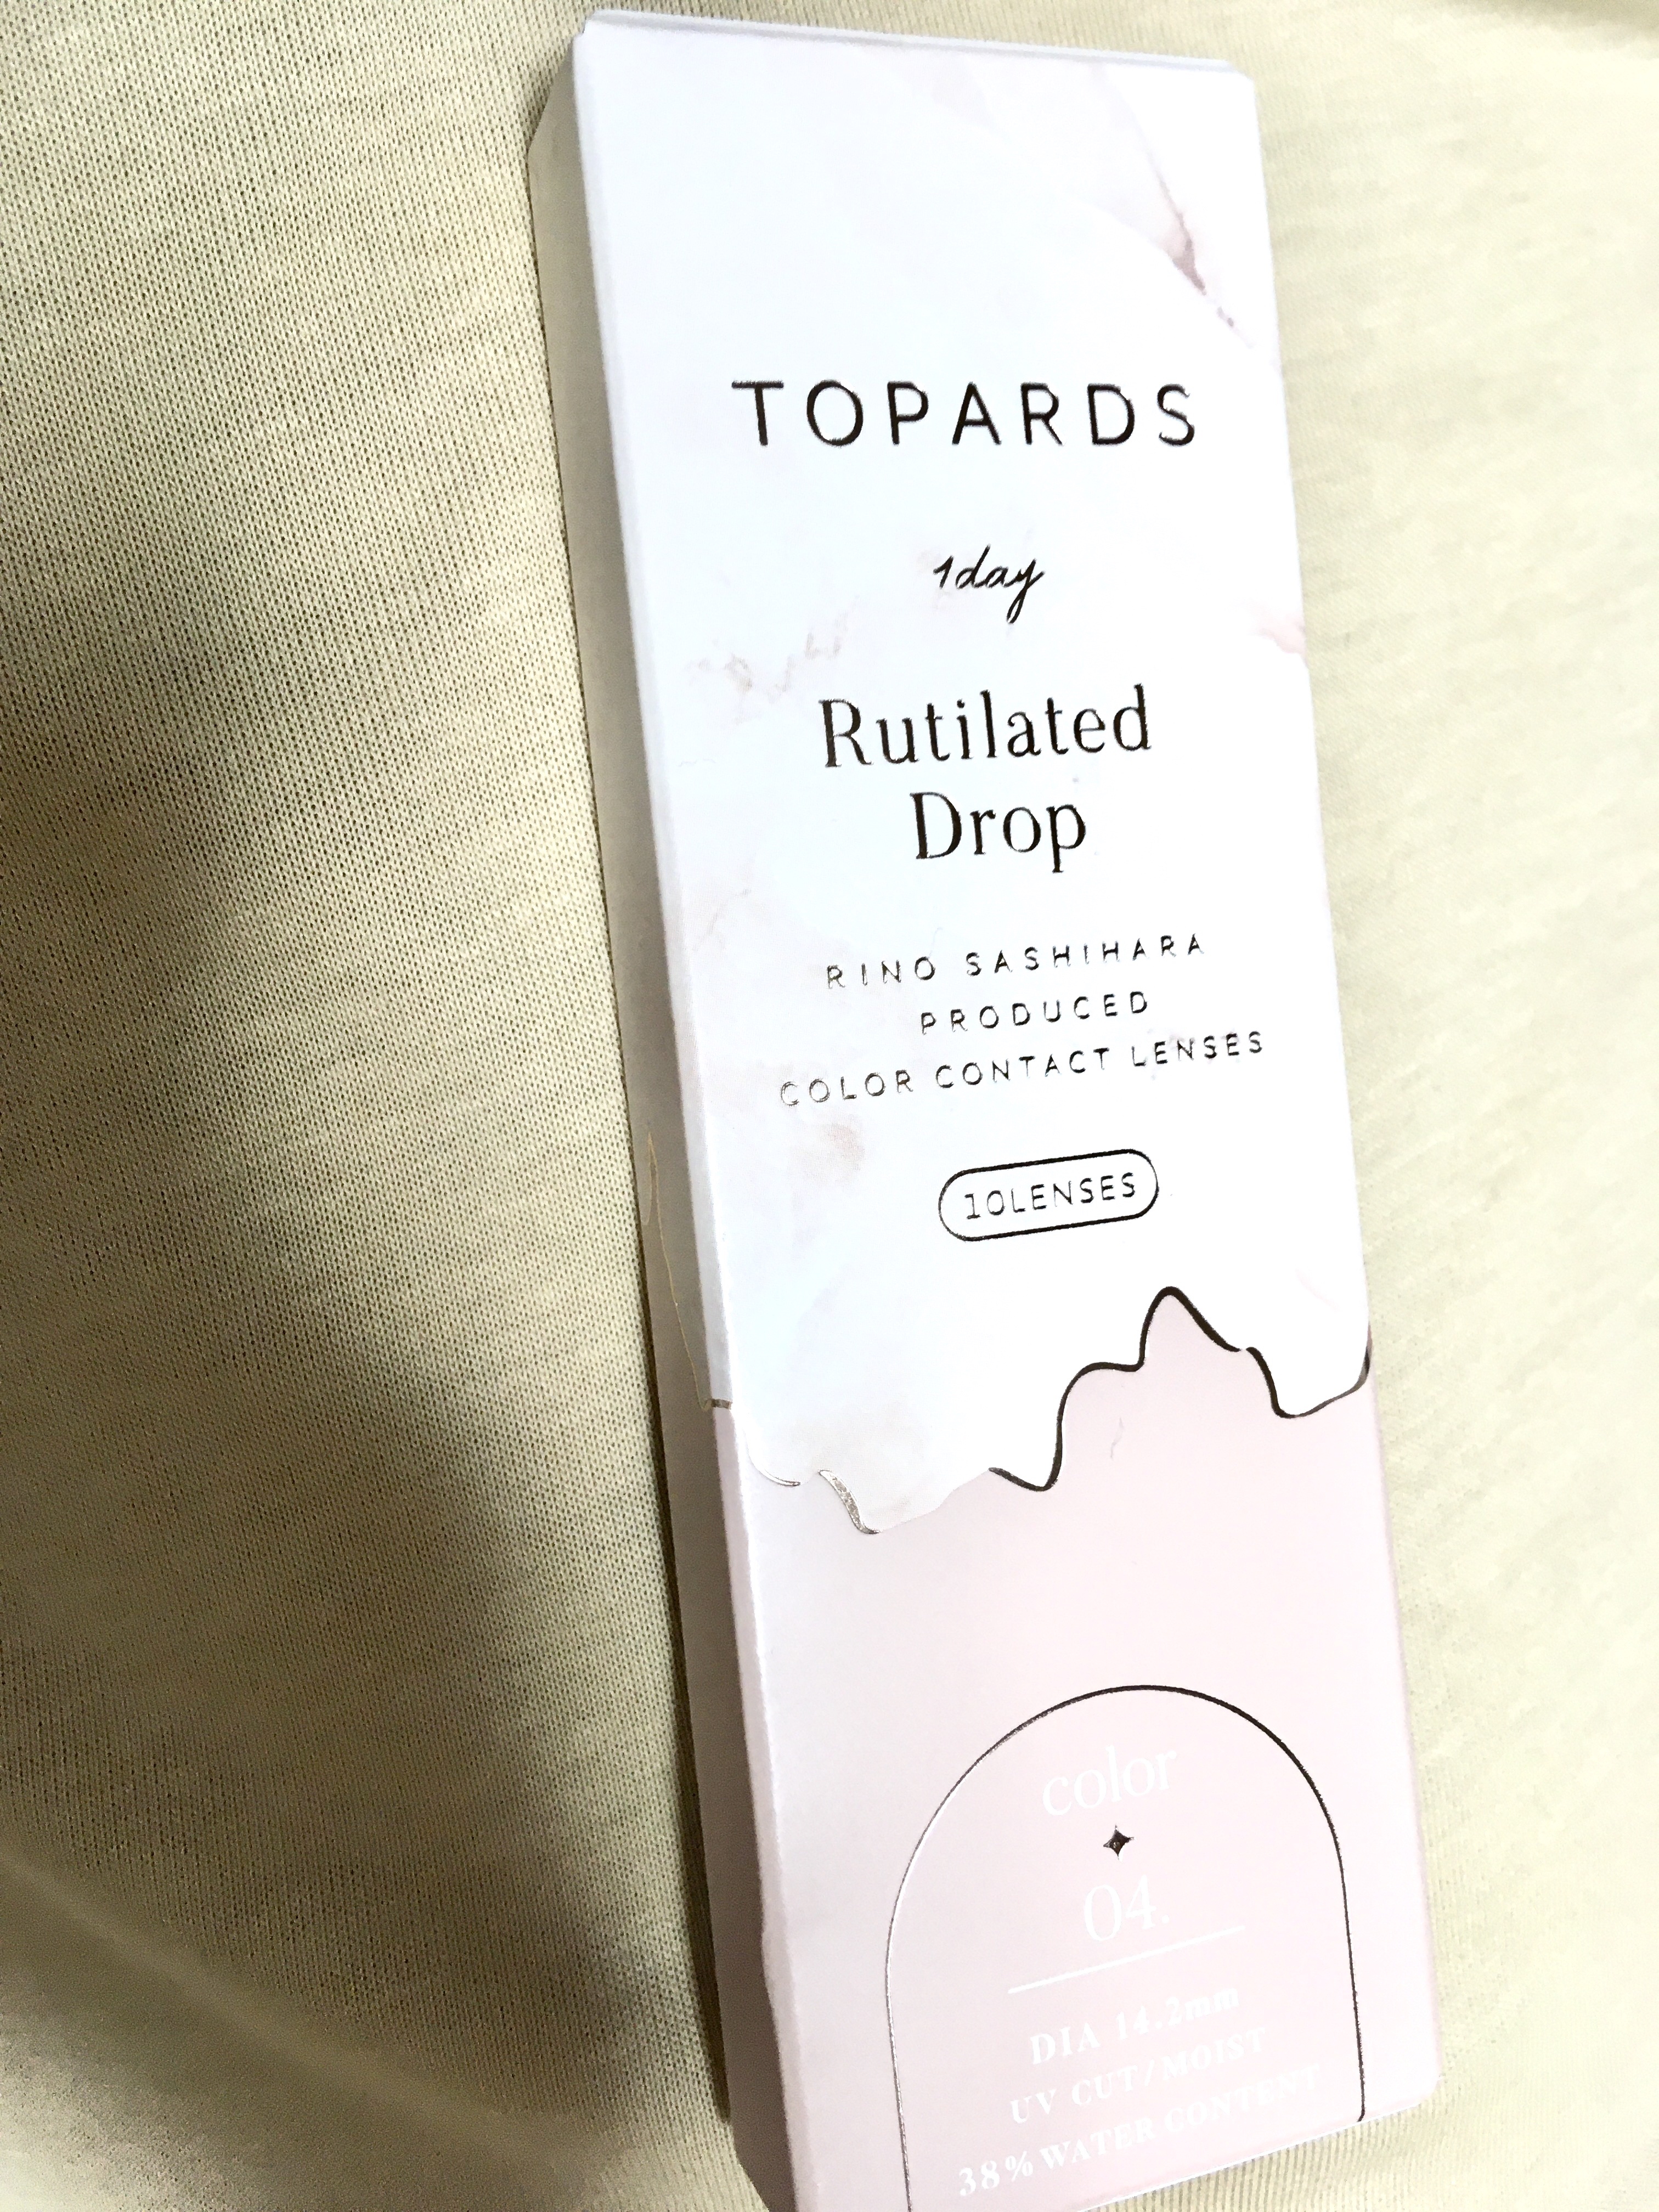 TOPARDS
1day
Rutilated
Drop
RINO SASHIHARA
PRODUCED
COLOR CONTACT LENSES
10LENSES
color
04.
DIA 14.2mm
UV CUT/MOIST
38% WATER CONTENT